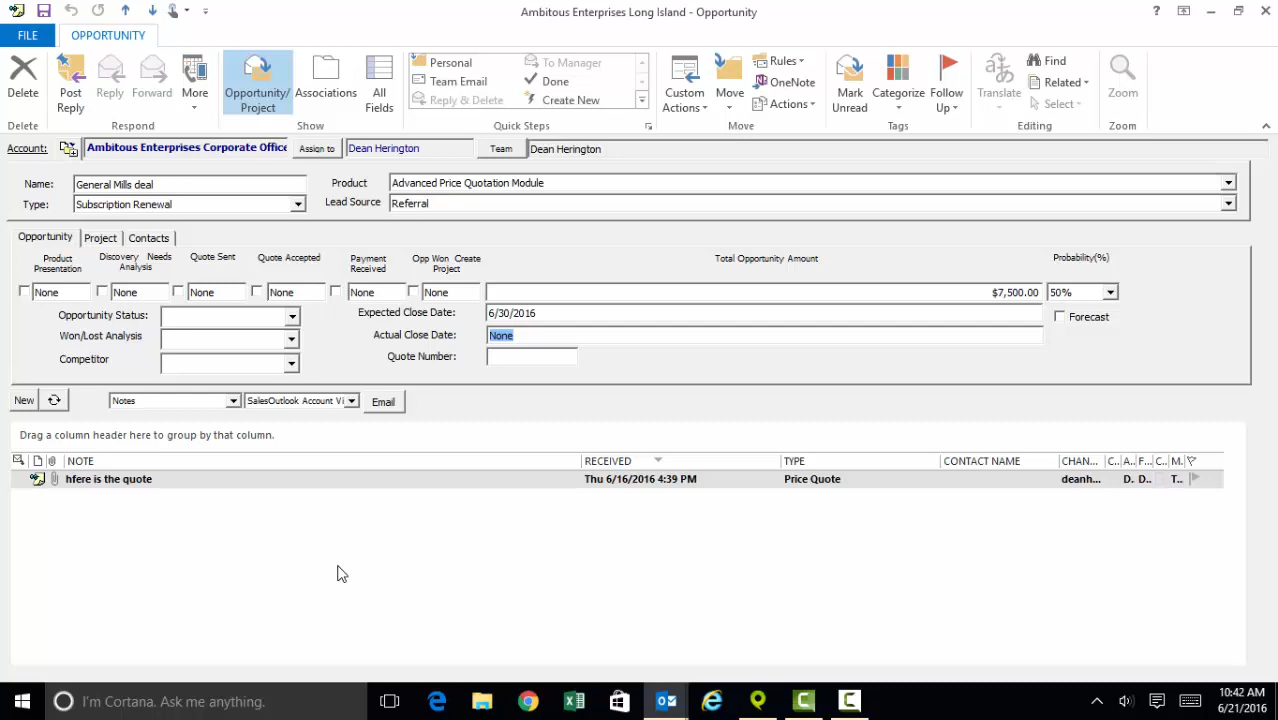 Ambitous Enterprises Long Island - Opportunity
?
FILE
OPPORTUNITY
Delete
Post Reply
Reply
Forward
More
Opportunity/ Project
Associations
All Fields
Personal
To Manager
Team Email
Done
Reply & Delete
Create New
Custom Actions
Move
Rules
OneNote
Actions
Mark Unread
Categorize
Follow Up
Translate
Find
Related
Select
Zoom
Delete
Respond
Show
Quick Steps
Move
Tags
Editing
Zoom
Account:
Ambitous Enterprises Corporate Office
Assign to
Dean Herington
Team
Dean Herington
Name:
General Mills deal
Product
Advanced Price Quotation Module
Type:
Subscription Renewal
Lead Source
Referral
Opportunity
Project
Contacts
Product Presentation
Discovery Needs Analysis
Quote Sent
Quote Accepted
Payment Received
Opp Won Create Project
Total Opportunity Amount
Probability(%)
None
None
None
None
None
None
$7,500.00
50%
Opportunity Status:
Expected Close Date:
6/30/2016
Forecast
Won/Lost Analysis
Actual Close Date:
None
Competitor
Quote Number:
New
Notes
SalesOutlook Account Vi
Email
Drag a column header here to group by that column.
NOTE
RECEIVED
TYPE
CONTACT NAME
CHAN...
C..
A..
F...
C..
M.
hfere is the quote
Thu 6/16/2016 4:39 PM
Price Quote
deanh...
D.
D..
T..
I'm Cortana. Ask me anything.
10:42 AM
6/21/2016